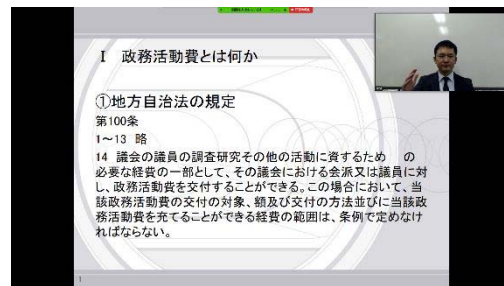 Ⅰ　政務活動費とは何か
①地方自治法の規定
第100条
1～13　略
14　議会の議員の調査研究その他の活動に資するため　の
必要な経費の一部として、その議会における会派又は議員に対
し、政務活動費を交付することができる。この場合において、当
該政務活動費の交付の対象、額及び交付の方法並びに当該政
務活動費を充てることができる経費の範囲は、条例で定めなけ
ればならない。
1